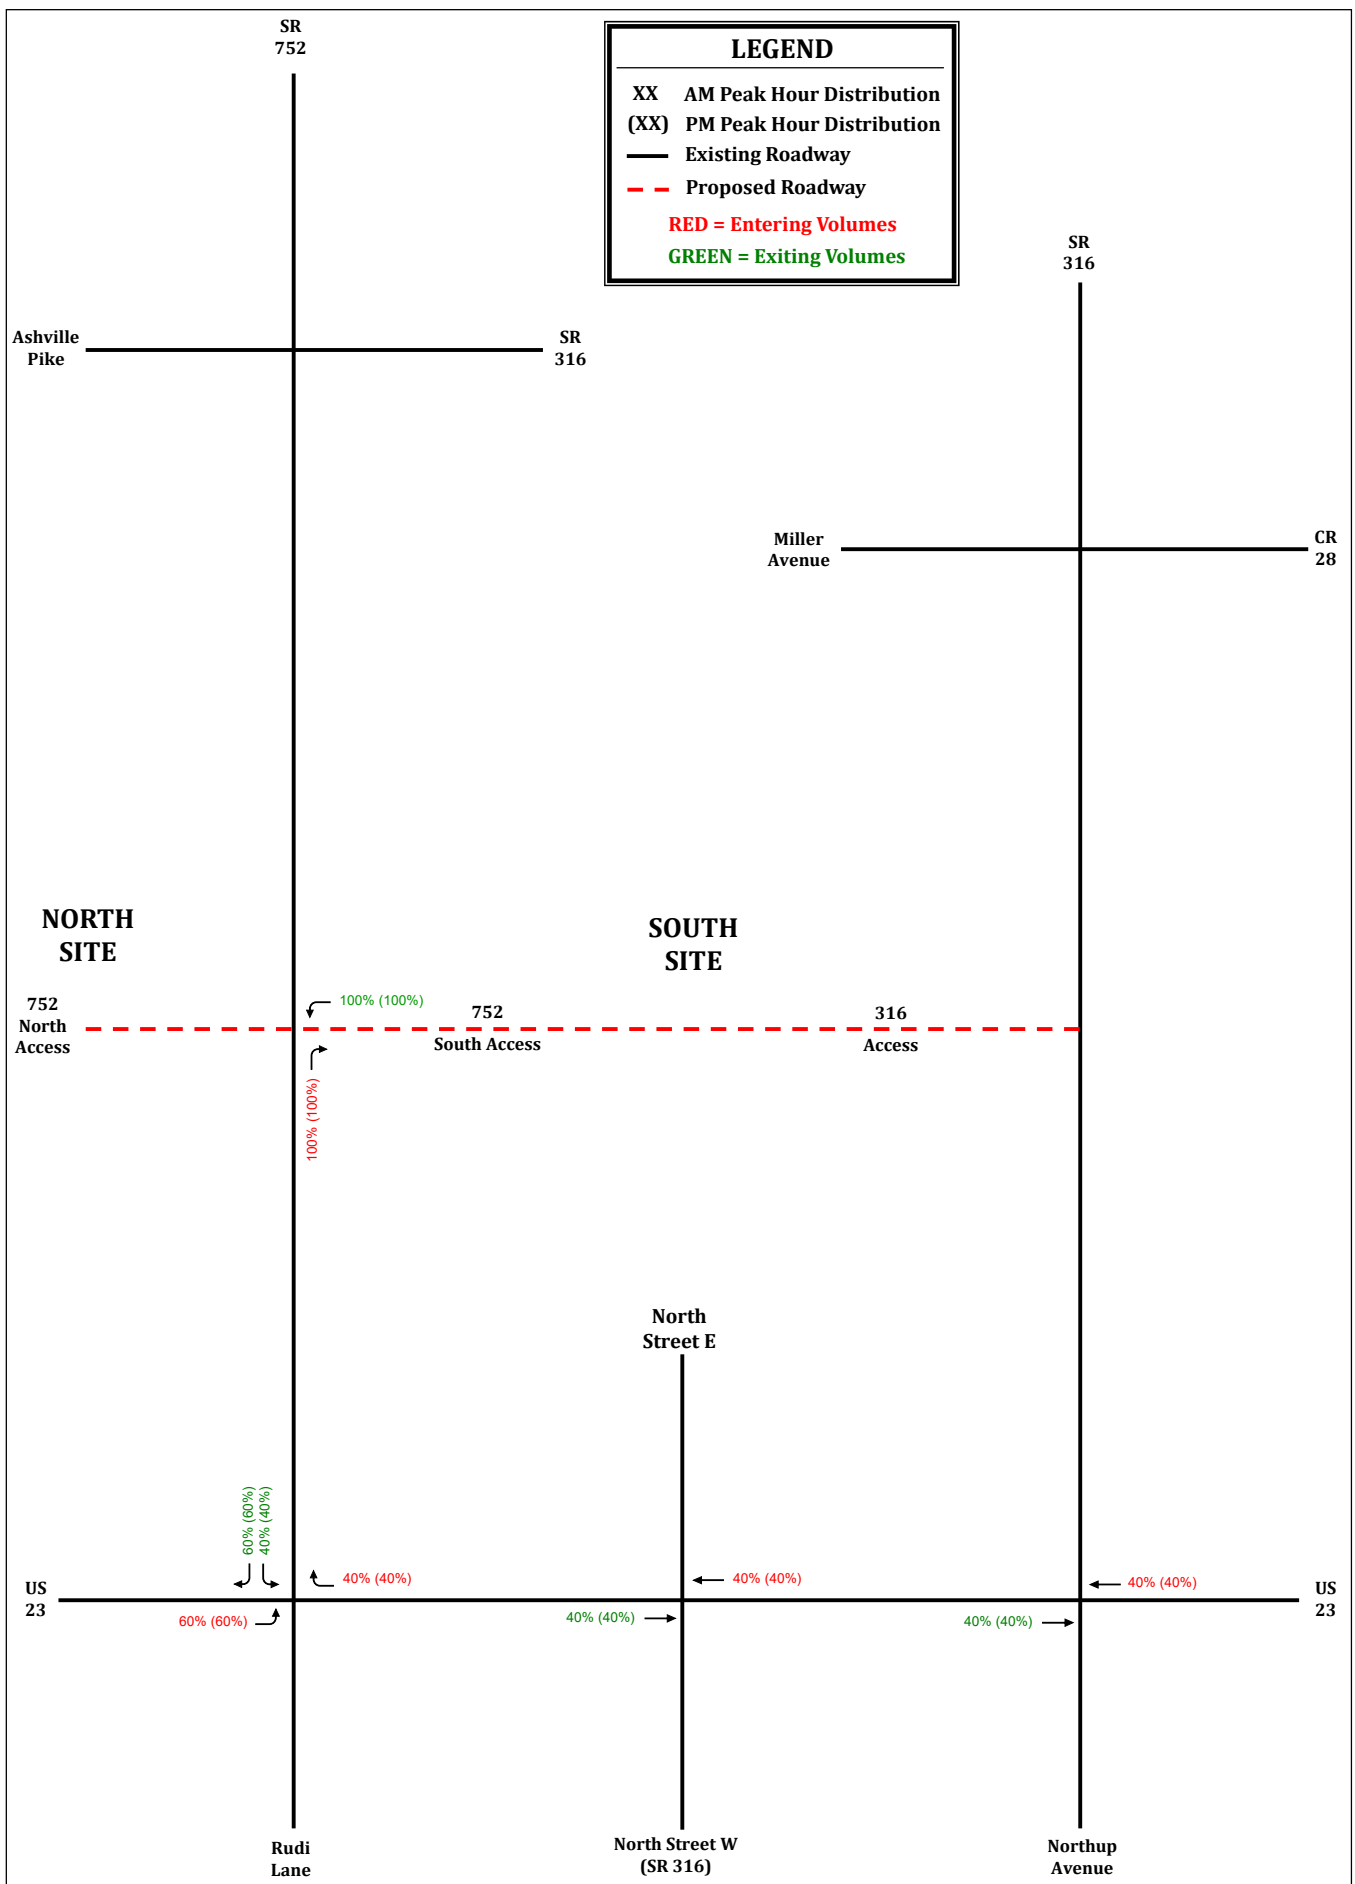 SR
752
LEGEND
XX AM Peak Hour Distribution
(XX) PM Peak Hour Distribution
Existing Roadway
Proposed Roadway
RED = Entering Volumes
GREEN = Exiting Volumes
SR
316
Ashville
Pike
SR
316
Miller
Avenue
CR
28
NORTH
SITE
SOUTH
SITE
752
North
Access
100% (100%)
752
South Access
316
Access
100% (100%)
North
Street E
60% (60%)
40% (40%)
US
23
40% (40%)
60% (60%)
40% (40%)
40% (40%)
40% (40%)
40% (40%)
US
23
Rudi
Lane
North Street W
(SR 316)
Northup
Avenue